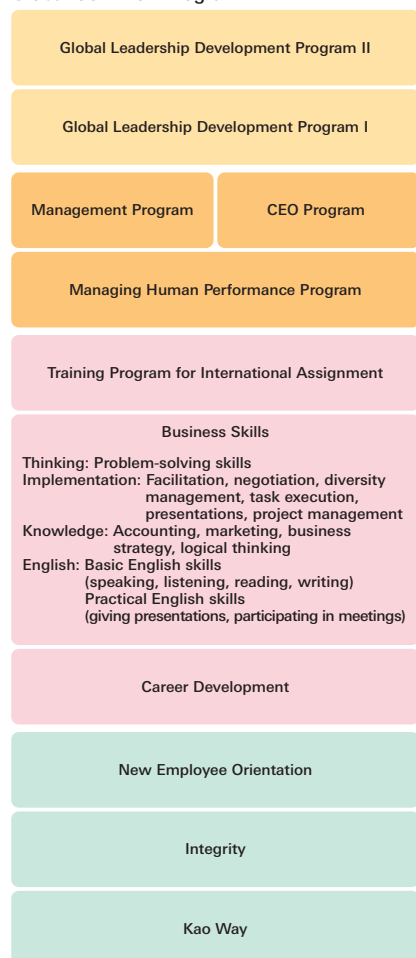 Global Leadership Development Program II
Global Leadership Development Program I
Management Program
CEO Program
Managing Human Performance Program
Training Program for International Assignment
Business Skills
Thinking: Problem-solving skills
Implementation: Facilitation, negotiation, diversity
management, task execution,
presentations, project management
Knowledge: Accounting, marketing, business
strategy, logical thinking
English: Basic English skills
(speaking, listening, reading, writing)
Practical English skills
(giving presentations, participating in meetings)
Career Development
New Employee Orientation
Integrity
Kao Way